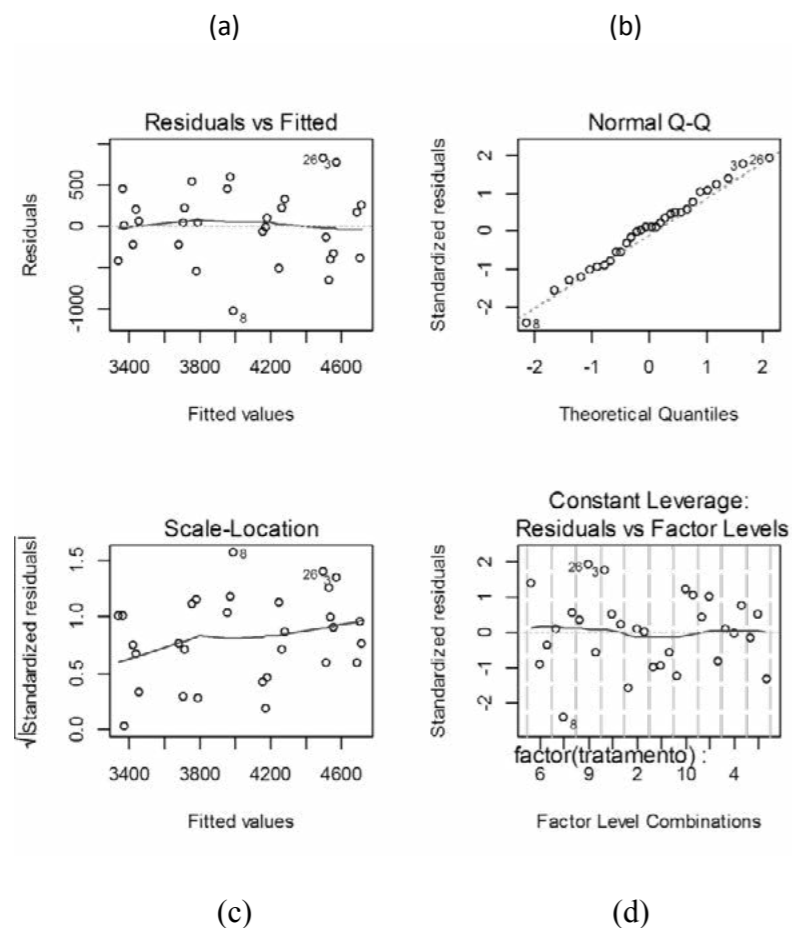 (a) (b)
Residuals vs Fitted
Residuals
500
0
-1000
26
3
8
3400 3800 4200 4600
Fitted values
Normal Q-Q
Standardized residuals
2
1
0
-1
-2
3 26
8
-2 -1 0 1 2
Theoretical Quantiles
Scale-Location
√|Standardized residuals|
1.5
1.0
0.5
0.0
8
26
3
3400 3800 4200 4600
Fitted values
Constant Leverage:
Residuals vs Factor Levels
Standardized residuals
2
1
0
-1
-2
26
3
8
factor(tratamento) :
6 9 2 10 4
Factor Level Combinations
(c) (d)